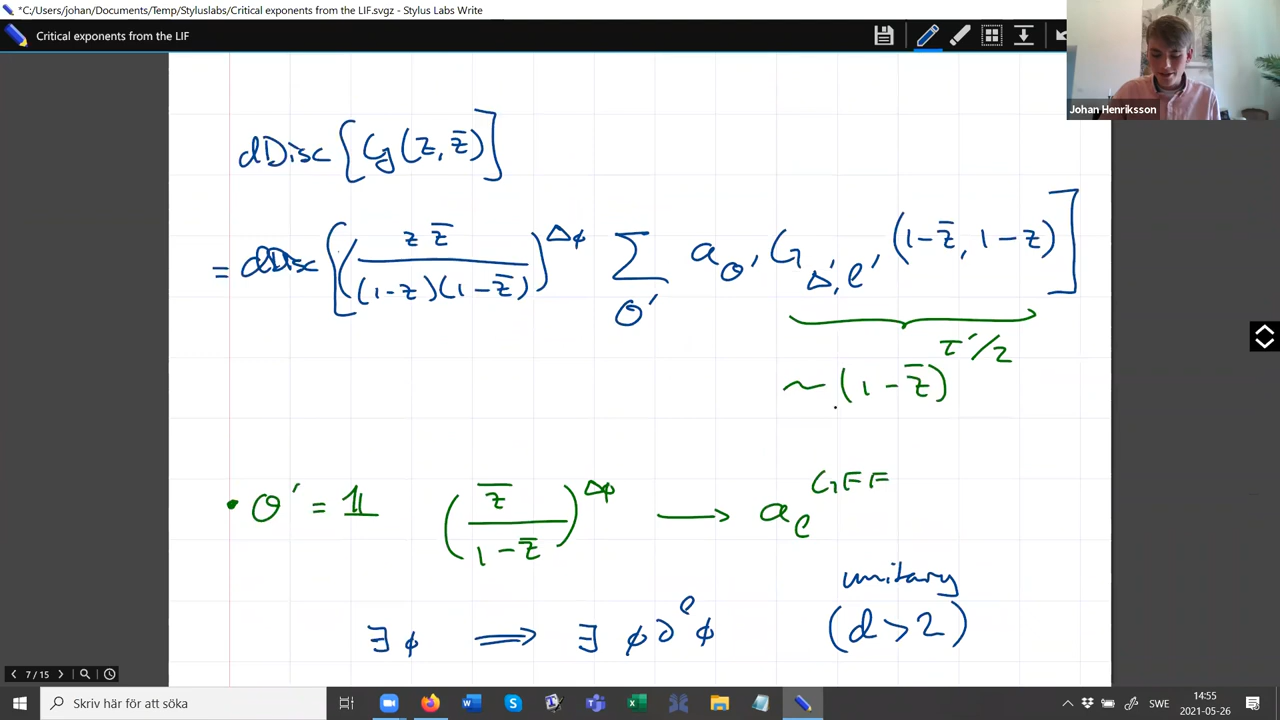 *C:/Users/johan/Documents/Temp/Styluslabs/Critical exponents from the LIF.svgz - Stylus Labs Write
Critical exponents from the LIF
Johan Henriksson
dDisc [G(z, z̄)]
= dDisc [(z z̄ / (1-z)(1-z̄))^Δφ Σ_O' a_O' G_Δ',ℓ' (1-z̄, 1-z)]
~ (1-z̄)^τ'/2
• O' = 𝟙 (z̄ / 1-z̄)^Δφ → a_ℓ^GFF
unitary
∃ φ ⟹ ∃ φ∂^ℓφ (d>2)
7 / 15
Skriv här för att söka
SWE
14:55
2021-05-26